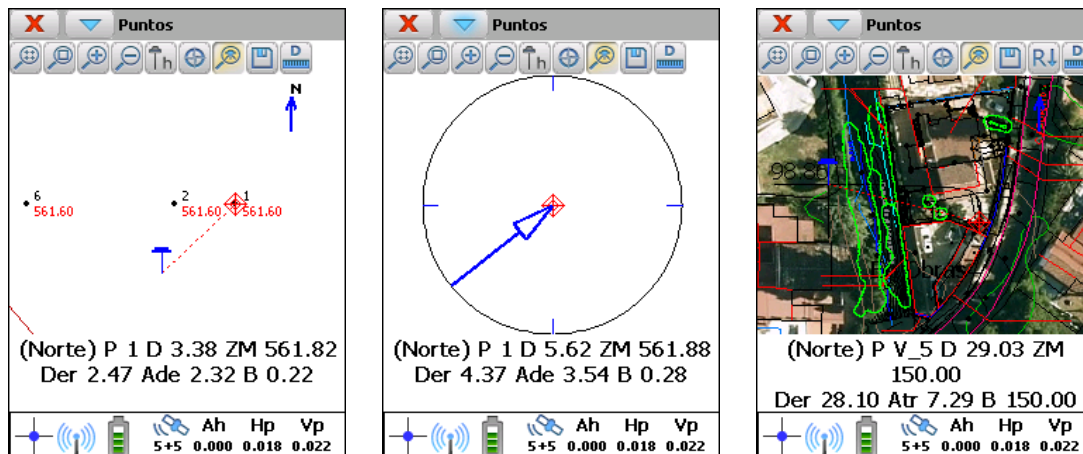 Puntos
h
D
N
6
561.60
2
561.60
1
561.60
(Norte) P 1 D 3.38 ZM 561.82
Der 2.47 Ade 2.32 B 0.22
Ah Hp Vp
5+5 0.000 0.018 0.022
Puntos
h
D
(Norte) P 1 D 5.62 ZM 561.88
Der 4.37 Ade 3.54 B 0.28
Ah Hp Vp
5+5 0.000 0.018 0.022
Puntos
h
R↓
D
98.86
(Norte) P V_5 D 29.03 ZM
150.00
Der 28.10 Atr 7.29 B 150.00
Ah Hp Vp
5+5 0.000 0.018 0.022